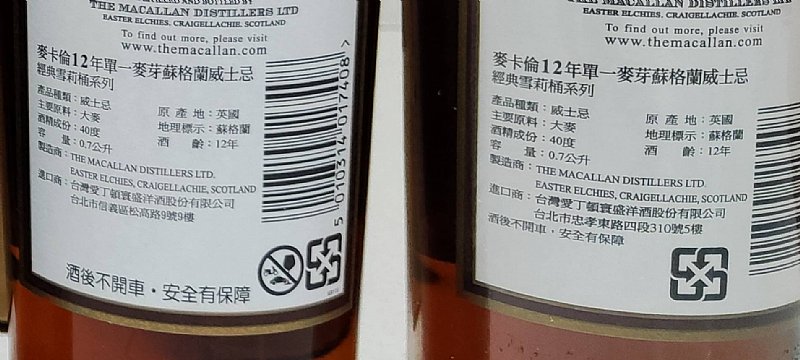 THE MACALLAN DISTILLERS LTD
EASTER ELCHIES, CRAIGELLACHIE, SCOTLAND
To find out more, please visit
www.themacallan.com
麥卡倫12年單一麥芽蘇格蘭威士忌
經典雪莉桶系列
產品種類：威士忌 原產地：英國
主要原料：大麥 地理標示：蘇格蘭
酒精成份：40度 酒齡：12年
容量：0.7公升
製造商：THE MACALLAN DISTILLERS LTD.
EASTER ELCHIES, CRAIGELLACHIE, SCOTLAND
進口商：台灣愛丁頓寰盛洋酒股份有限公司
台北市信義區松高路9號9樓
酒後不開車・安全有保障
5 010314 017408 >
THE MACALLAN DISTILLERS LTD
EASTER ELCHIES, CRAIGELLACHIE, SCOTLAND
To find out more, please visit
www.themacallan.com
麥卡倫12年單一麥芽蘇格蘭威士忌
經典雪莉桶系列
產品種類：威士忌 原產地：英國
主要原料：大麥 地理標示：蘇格蘭
酒精成份：40度 酒齡：12年
容量：0.7公升
製造商：THE MACALLAN DISTILLERS LTD.
EASTER ELCHIES, CRAIGELLACHIE, SCOTLAND
進口商：台灣愛丁頓寰盛洋酒股份有限公司
台北市忠孝東路四段310號5樓
酒後不開車，安全有保障